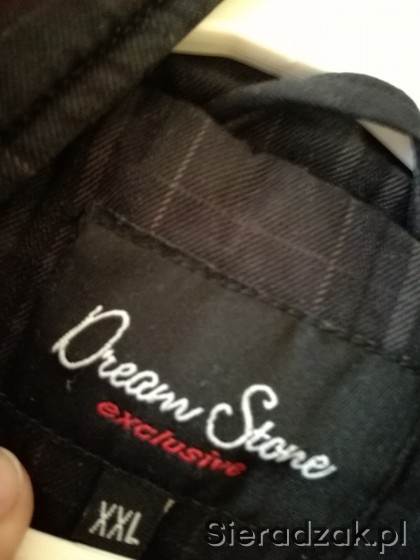 Dream Stone
exclusive
XXL
Sieradzak.pl